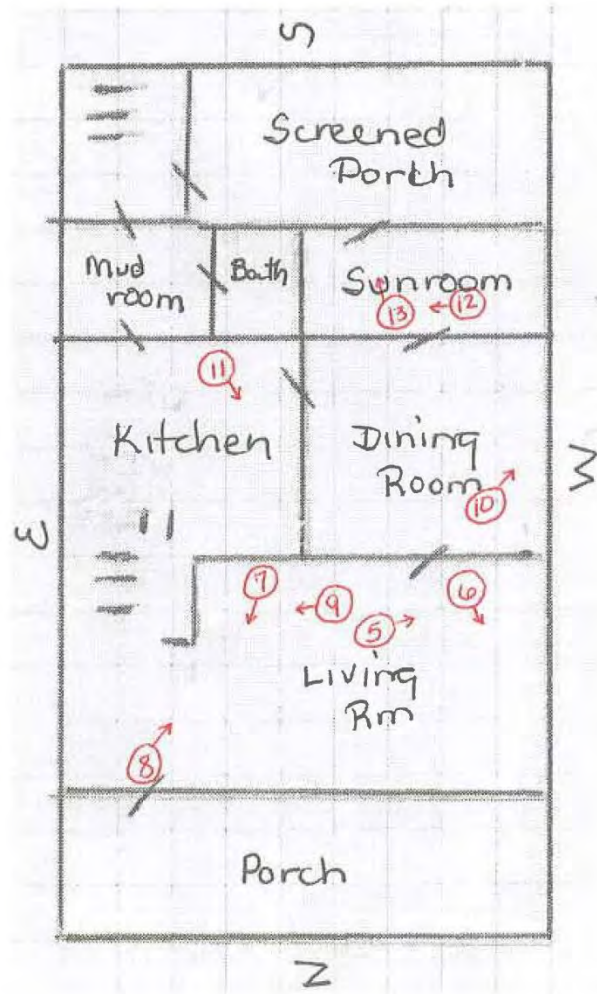 S
Screened
Porch
Mud
room
Bath
Sunroom
13
12
11
Kitchen
Dining
Room
10
W
E
7
9
5
6
Living
Rm
8
Porch
N